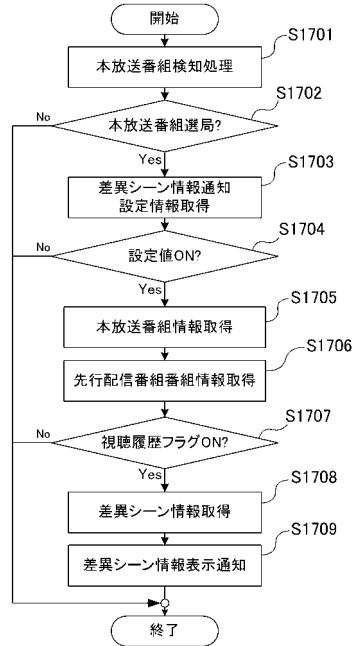 開始
S1701
本放送番組検知処理
S1702
No
本放送番組選局?
Yes
S1703
差異シーン情報通知
設定情報取得
S1704
No
設定値ON?
Yes
S1705
本放送番組情報取得
S1706
先行配信番組番組情報取得
S1707
No
視聴履歴フラグON?
Yes
S1708
差異シーン情報取得
S1709
差異シーン情報表示通知
終了